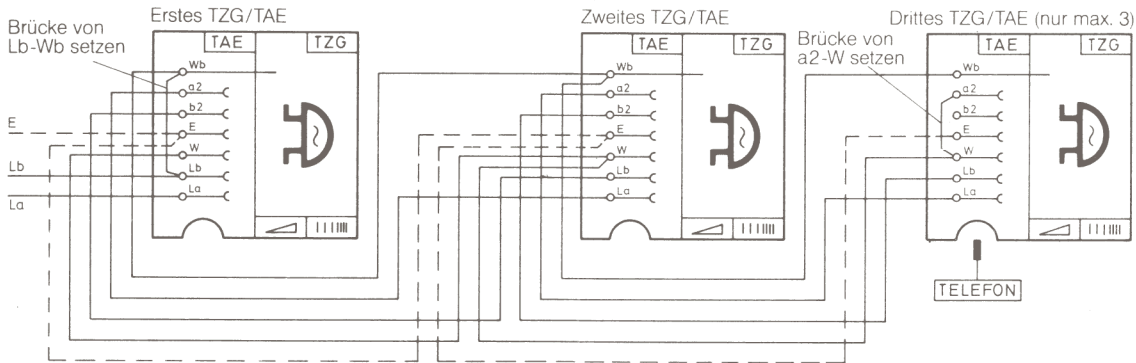 Erstes TZG/TAE
Brücke von
Lb-Wb setzen
TAE
TZG
Wb
a2
b2
E
W
Lb
La
E
Lb
La
Zweites TZG/TAE
TAE
TZG
Wb
a2
b2
E
W
Lb
La
Drittes TZG/TAE (nur max. 3)
Brücke von
a2-W setzen
TAE
TZG
Wb
a2
b2
E
W
Lb
La
TELEFON